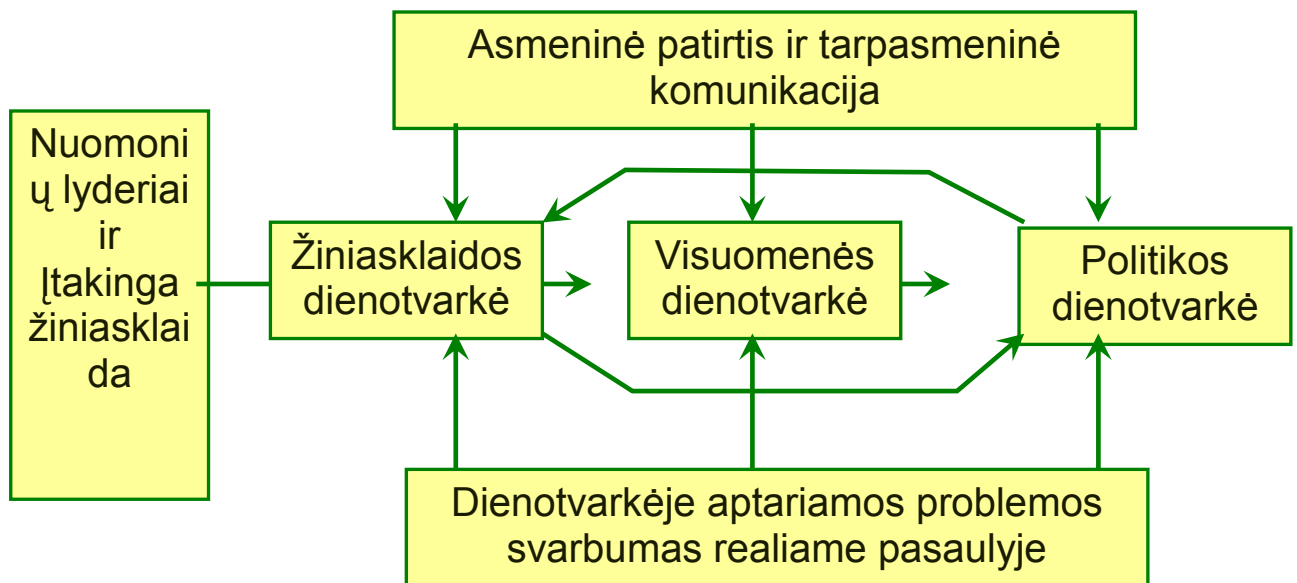 Asmeninė patirtis ir tarpasmeninė
komunikacija
Nuomoni
ų lyderiai
ir
Įtakinga
žiniasklai
da
Žiniasklaidos
dienotvarkė
Visuomenės
dienotvarkė
Politikos
dienotvarkė
Dienotvarkėje aptariamos problemos
svarbumas realiame pasaulyje